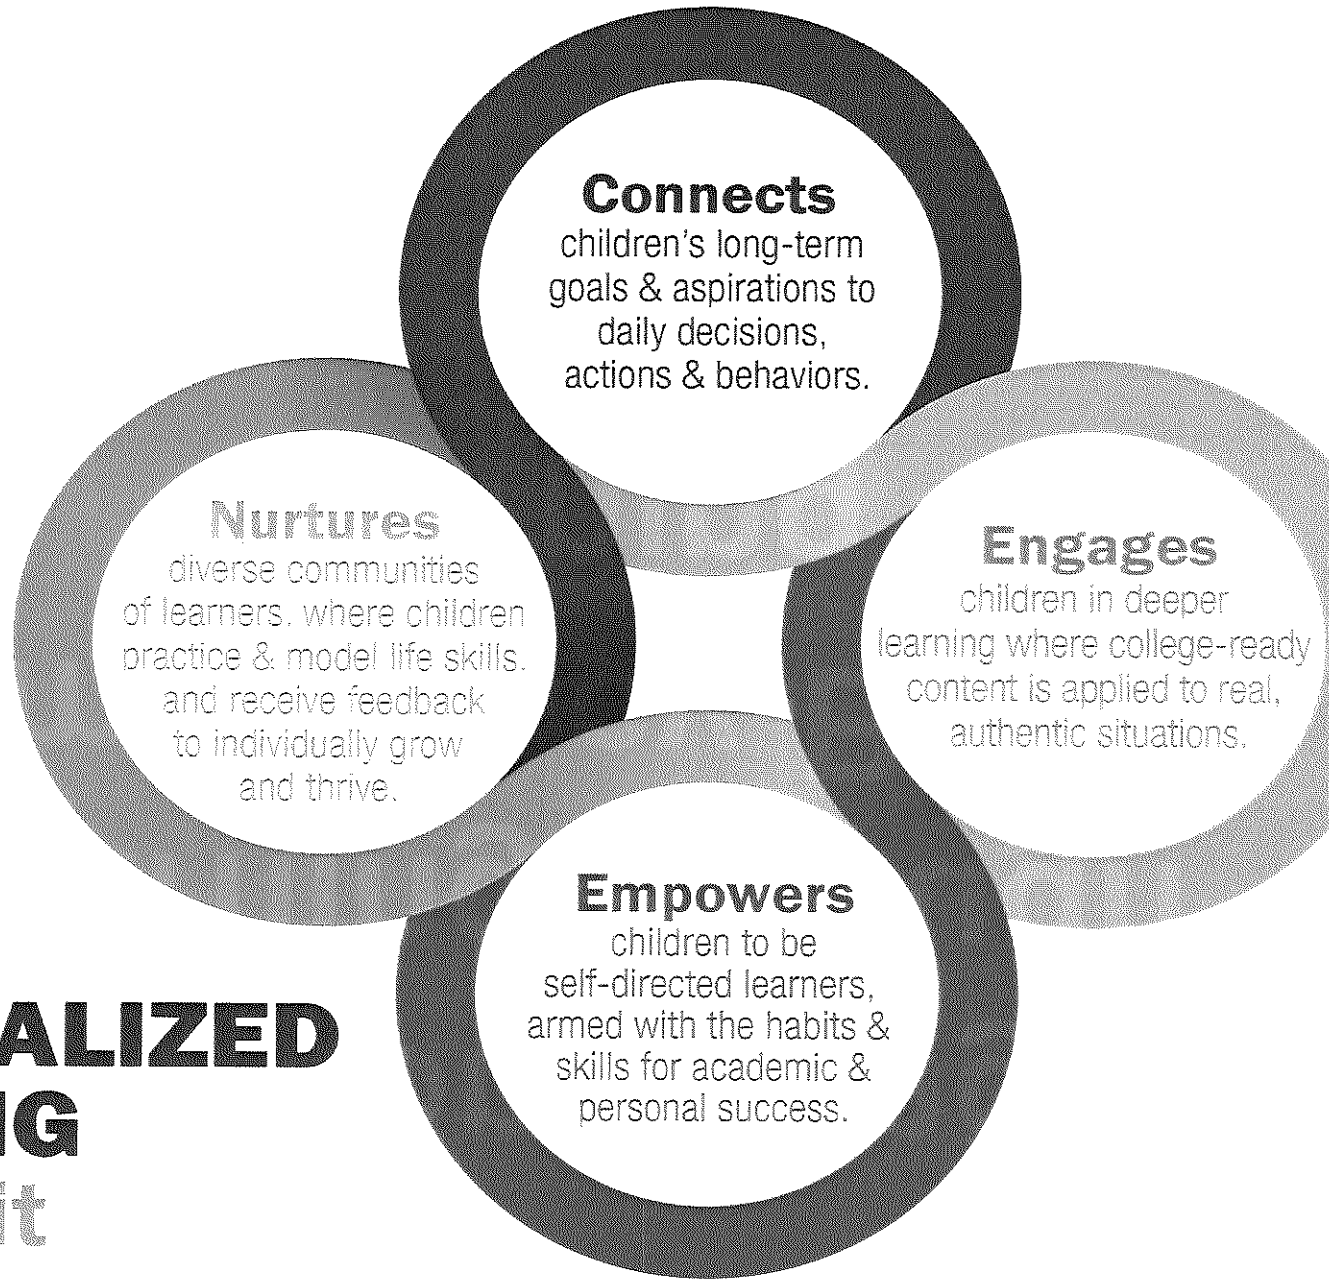 Connects
children's long-term
goals & aspirations to
daily decisions,
actions & behaviors.
Nurtures
diverse communities
of learners, where children
practice & model life skills,
and receive feedback
to individually grow
and thrive.
Engages
children in deeper
learning where college-ready
content is applied to real,
authentic situations.
Empowers
children to be
self-directed learners,
armed with the habits &
skills for academic &
personal success.
ALIZED
NG
it